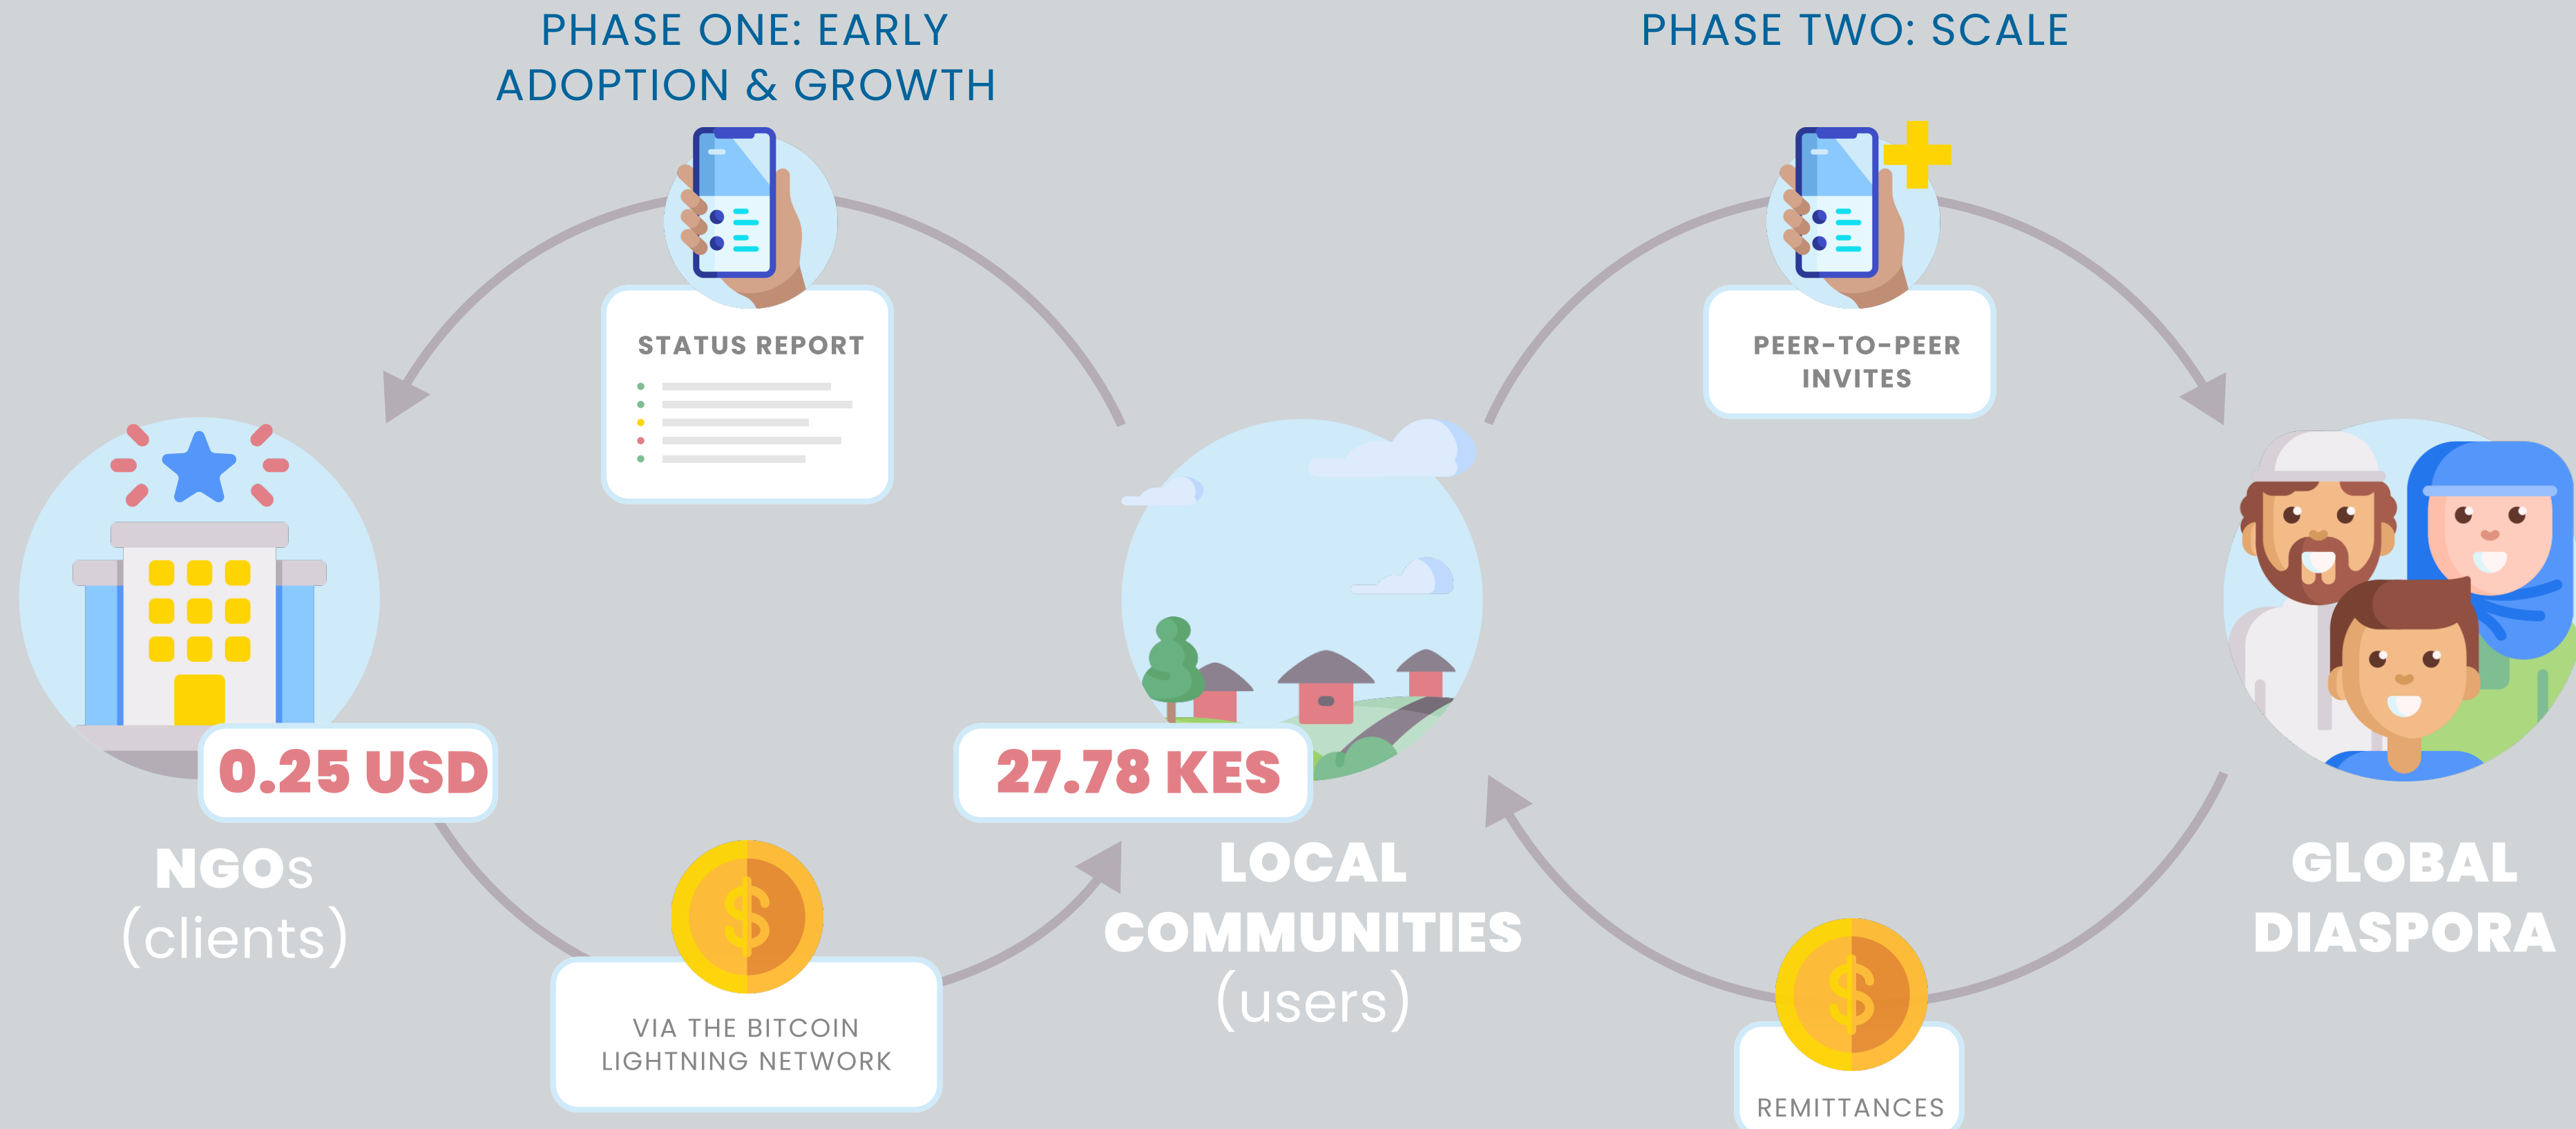 PHASE ONE: EARLY
ADOPTION & GROWTH
PHASE TWO: SCALE
STATUS REPORT
PEER-TO-PEER
INVITES
0.25 USD
27.78 KES
NGOs
(clients)
LOCAL
COMMUNITIES
(users)
GLOBAL
DIASPORA
VIA THE BITCOIN
LIGHTNING NETWORK
REMITTANCES